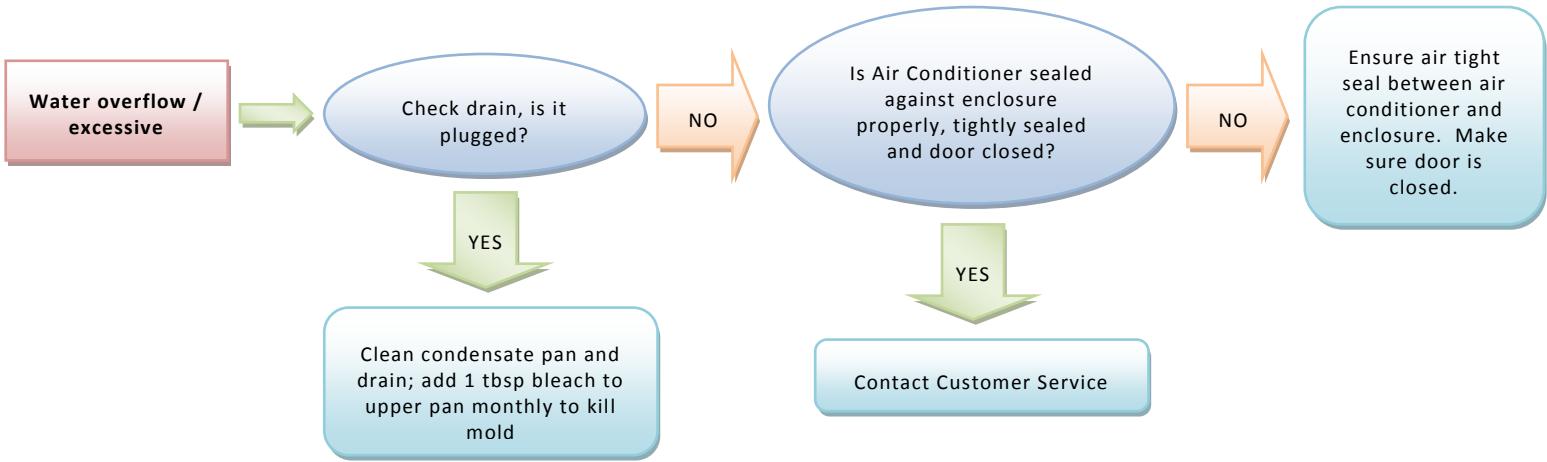 Water overflow /
excessive
Check drain, is it
plugged?
NO
Is Air Conditioner sealed
against enclosure
properly, tightly sealed
and door closed?
NO
Ensure air tight
seal between air
conditioner and
enclosure.  Make
sure door is
closed.
YES
Clean condensate pan and
drain; add 1 tbsp bleach to
upper pan monthly to kill
mold
YES
Contact Customer Service